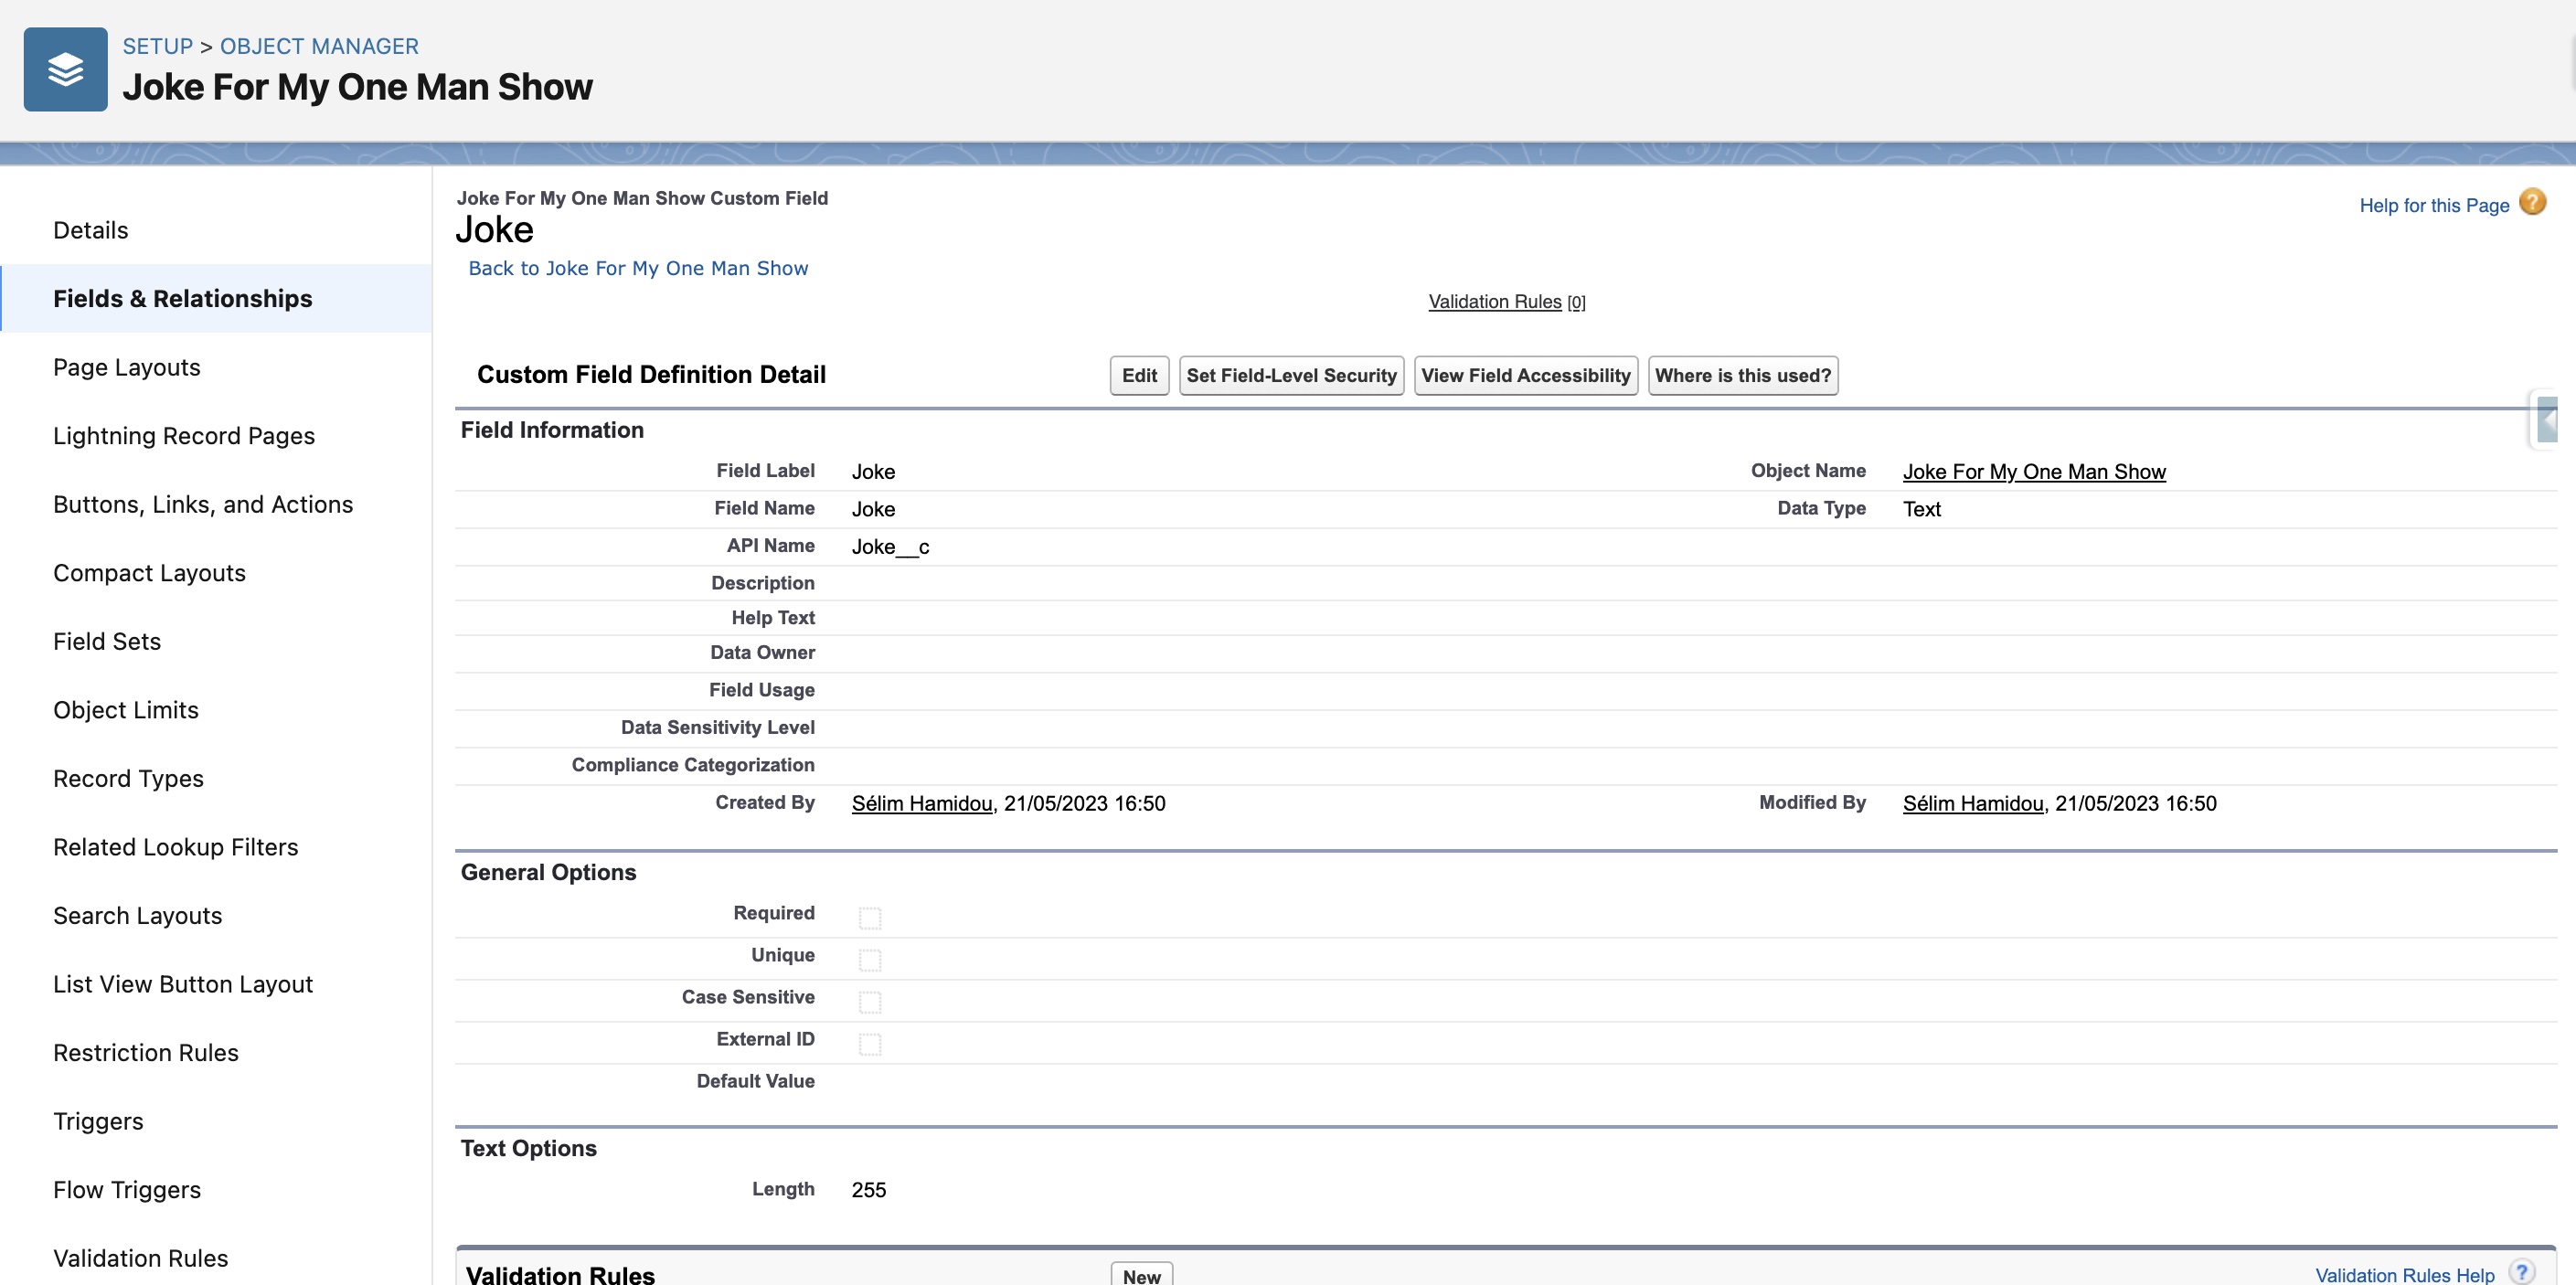 SETUP > OBJECT MANAGER
Joke For My One Man Show
Details
Fields & Relationships
Page Layouts
Lightning Record Pages
Buttons, Links, and Actions
Compact Layouts
Field Sets
Object Limits
Record Types
Related Lookup Filters
Search Layouts
List View Button Layout
Restriction Rules
Triggers
Flow Triggers
Validation Rules
Joke For My One Man Show Custom Field
Joke
Back to Joke For My One Man Show
Help for this Page ?
Validation Rules [0]
Custom Field Definition Detail Edit Set Field-Level Security View Field Accessibility Where is this used?
Field Information
Field Label Joke Object Name Joke For My One Man Show
Field Name Joke Data Type Text
API Name Joke__c
Description
Help Text
Data Owner
Field Usage
Data Sensitivity Level
Compliance Categorization
Created By Sélim Hamidou, 21/05/2023 16:50 Modified By Sélim Hamidou, 21/05/2023 16:50
General Options
Required
Unique
Case Sensitive
External ID
Default Value
Text Options
Length 255
Validation Rules New Validation Rules Help ?